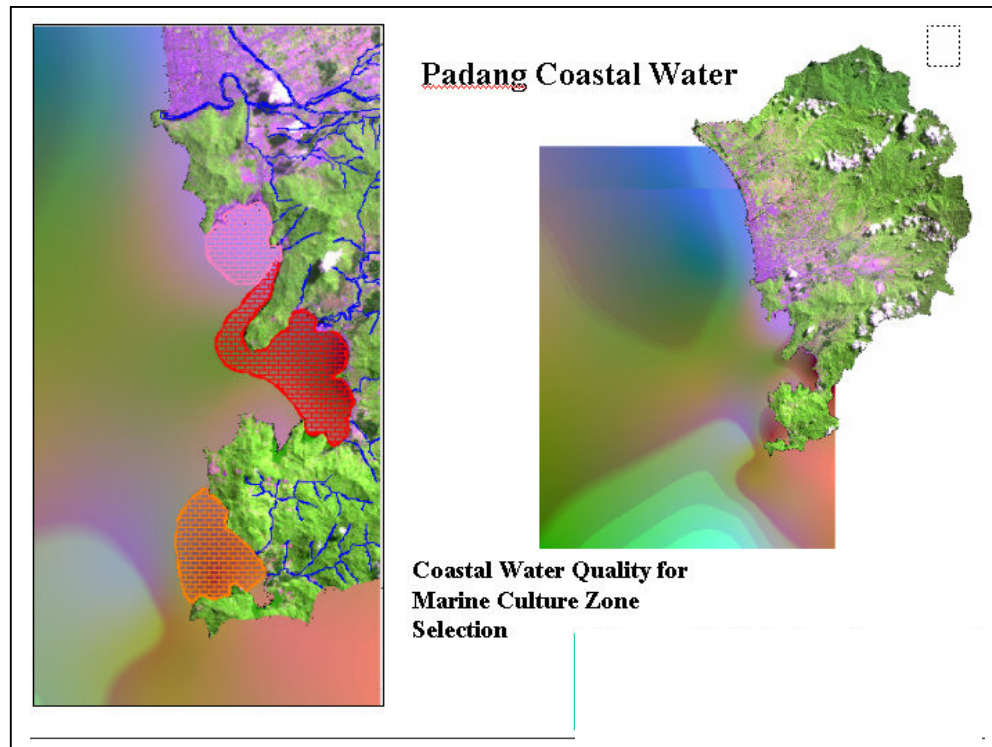 Padang Coastal Water
Coastal Water Quality for
Marine Culture Zone
Selection